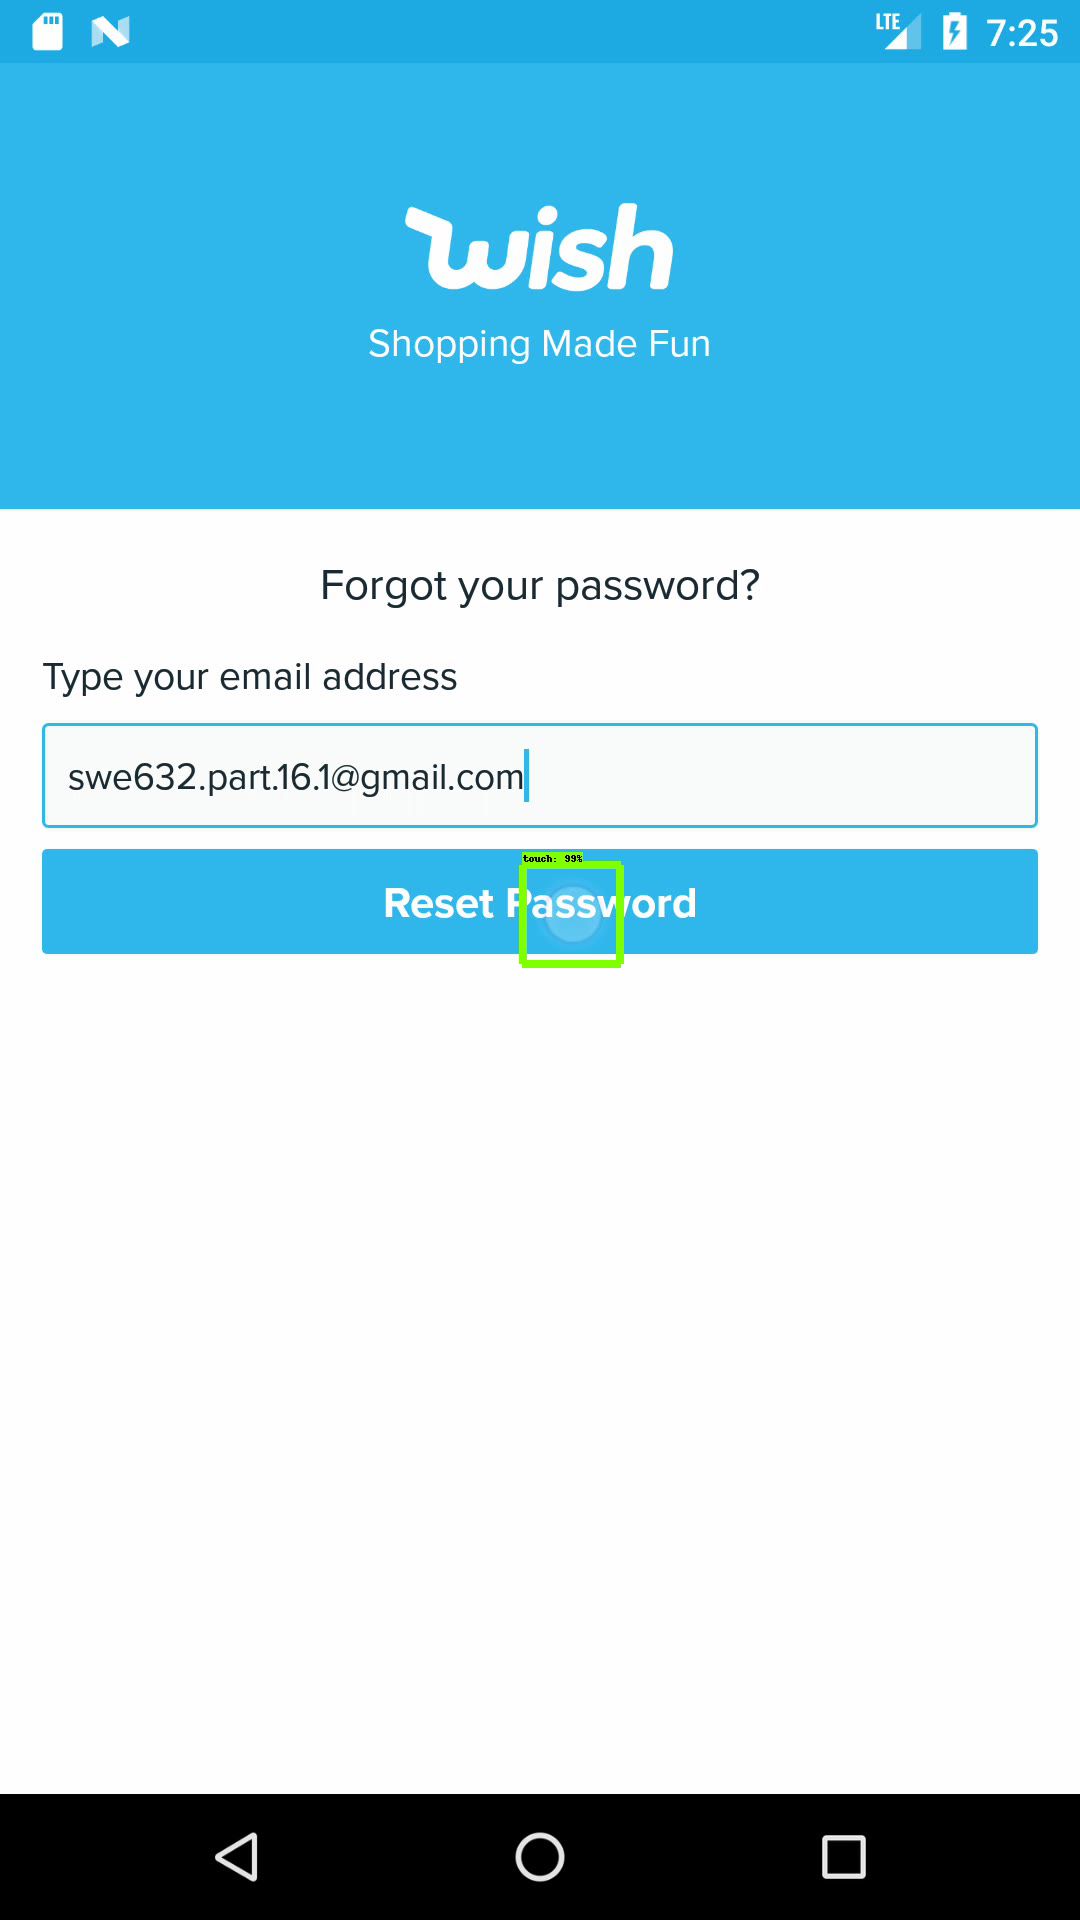 LTE 7:25
wish
Shopping Made Fun
Forgot your password?
Type your email address
swe632.part.16.1@gmail.com
touch: 99%
Reset Password